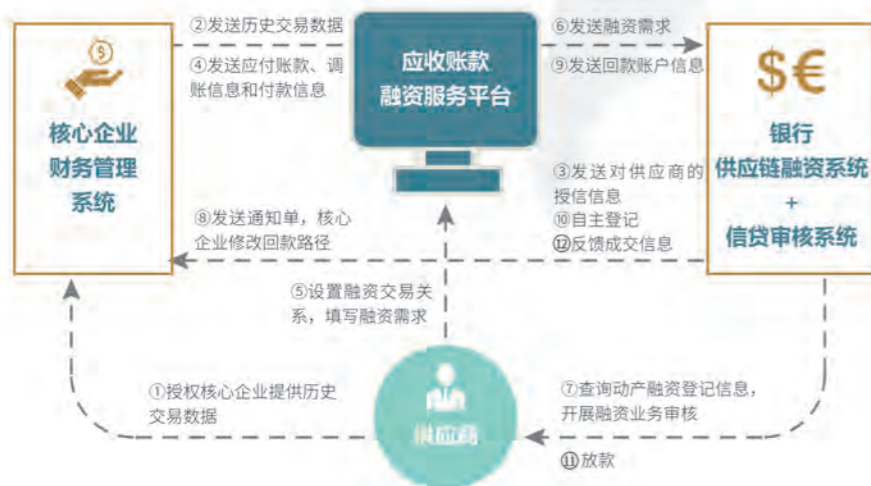 ②发送历史交易数据
④发送应付账款、调
账信息和付款信息
应收账款
融资服务平台
⑥发送融资需求
⑨发送回款账户信息
$
核心企业
财务管理
系统
$€
银行
供应链融资系统
+
信贷审核系统
③发送对供应商的
授信信息
⑩自主登记
⑫反馈成交信息
⑧发送通知单，核心
企业修改回款路径
⑤设置融资交易关
系，填写融资需求
①授权核心企业提供历史
交易数据
供应商
⑦查询动产融资登记信息，
开展融资业务审核
⑪放款